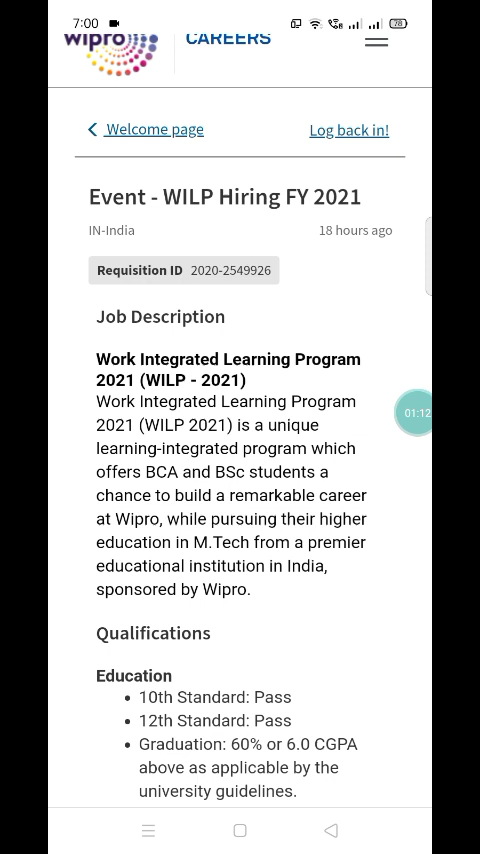 7:00
78
wipro
CAREERS
Welcome page
Log back in!
Event - WILP Hiring FY 2021
IN-India
18 hours ago
Requisition ID 2020-2549926
Job Description
Work Integrated Learning Program
2021 (WILP - 2021)
Work Integrated Learning Program
2021 (WILP 2021) is a unique
learning-integrated program which
offers BCA and BSc students a
chance to build a remarkable career
at Wipro, while pursuing their higher
education in M.Tech from a premier
educational institution in India,
sponsored by Wipro.
01:12
Qualifications
Education
• 10th Standard: Pass
• 12th Standard: Pass
• Graduation: 60% or 6.0 CGPA
above as applicable by the
university guidelines.